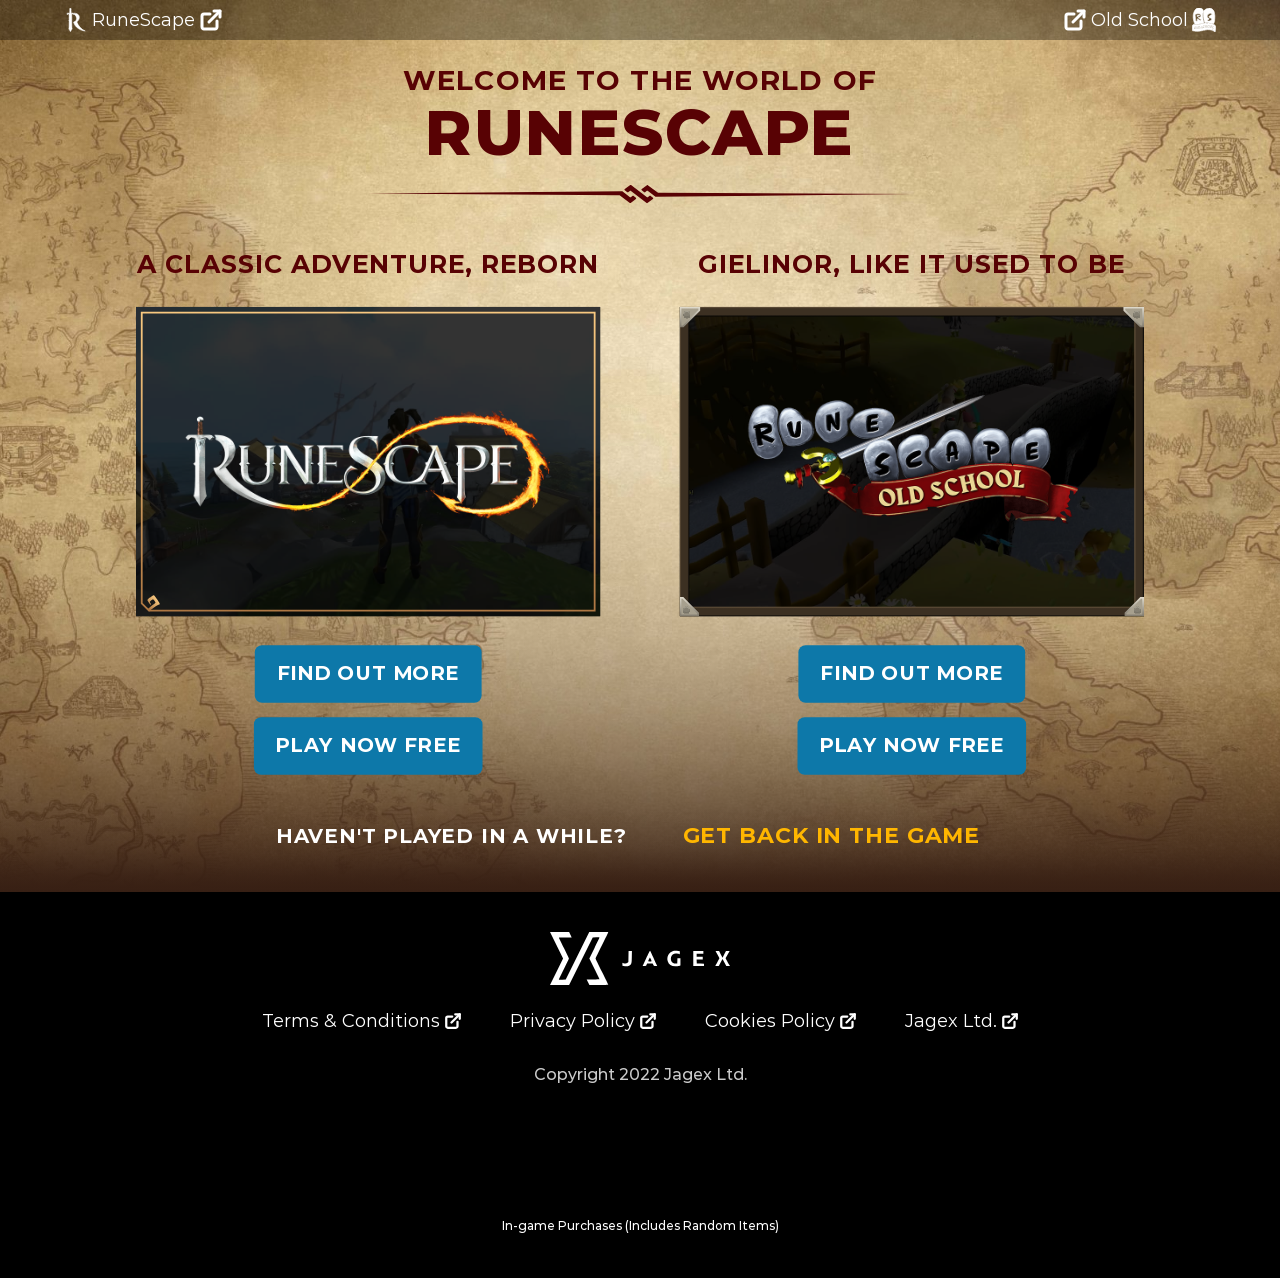 RuneScape
Old School
WELCOME TO THE WORLD OF
RUNESCAPE
A CLASSIC ADVENTURE, REBORN
GIELINOR, LIKE IT USED TO BE
RUNESCAPE
RUNE SCAPE
OLD SCHOOL
FIND OUT MORE
FIND OUT MORE
PLAY NOW FREE
PLAY NOW FREE
HAVEN'T PLAYED IN A WHILE? GET BACK IN THE GAME
JAGEX
Terms & Conditions Privacy Policy Cookies Policy Jagex Ltd.
Copyright 2022 Jagex Ltd.
In-game Purchases (Includes Random Items)